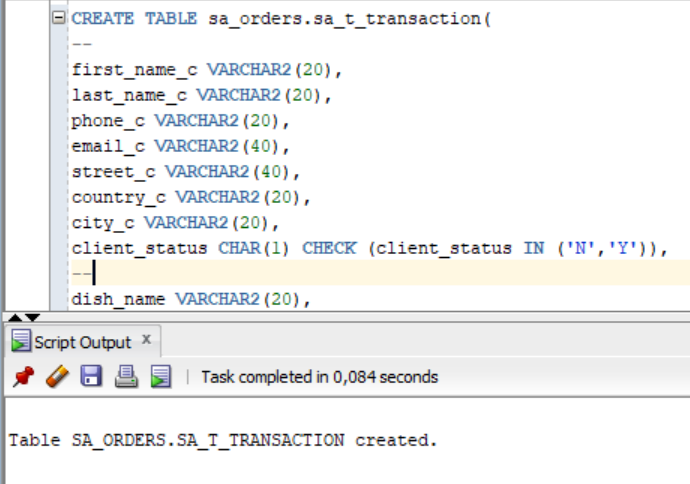 CREATE TABLE sa_orders.sa_t_transaction(
--
first_name_c VARCHAR2(20),
last_name_c VARCHAR2(20),
phone_c VARCHAR2(20),
email_c VARCHAR2(40),
street_c VARCHAR2(40),
country_c VARCHAR2(20),
city_c VARCHAR2(20),
client_status CHAR(1) CHECK (client_status IN ('N','Y')),
--
dish_name VARCHAR2(20),
Script Output x
Task completed in 0,084 seconds
Table SA_ORDERS.SA_T_TRANSACTION created.